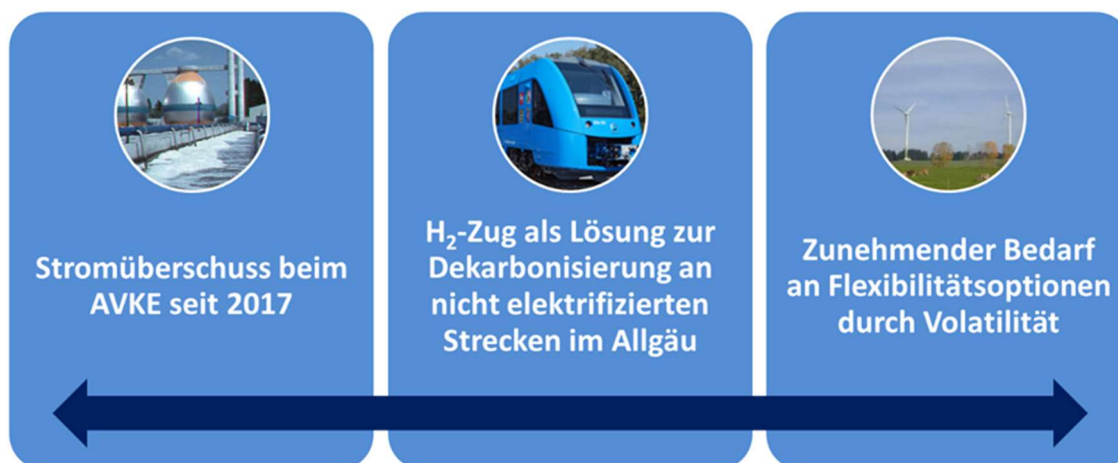 Stromüberschuss beim
AVKE seit 2017
H₂-Zug als Lösung zur
Dekarbonisierung an
nicht elektrifizierten
Strecken im Allgäu
Zunehmender Bedarf
an Flexibilitätsoptionen
durch Volatilität